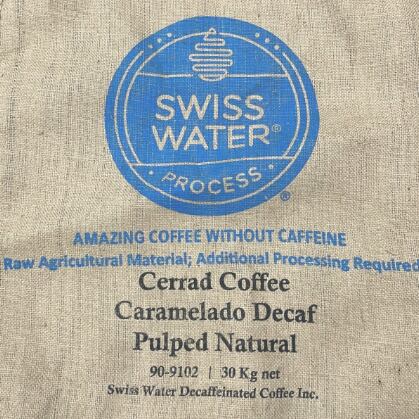 SWISS
WATER®
• PROCESS •
®
AMAZING COFFEE WITHOUT CAFFEINE
Raw Agricultural Material; Additional Processing Required
Cerrad Coffee
Caramelado Decaf
Pulped Natural
90-9102 | 30 Kg net
Swiss Water Decaffeinated Coffee Inc.